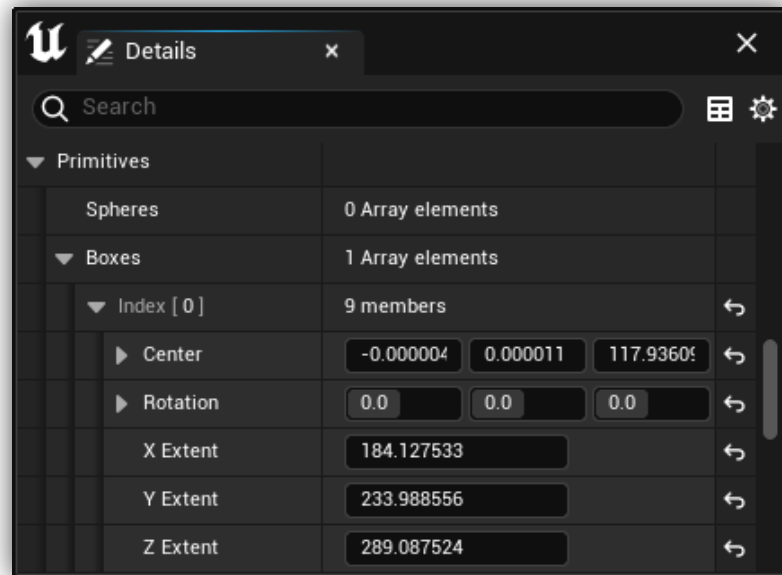 Details
Search
Primitives
Spheres 0 Array elements
Boxes 1 Array elements
Index [ 0 ] 9 members
Center -0.000004 0.000011 117.93609
Rotation 0.0 0.0 0.0
X Extent 184.127533
Y Extent 233.988556
Z Extent 289.087524